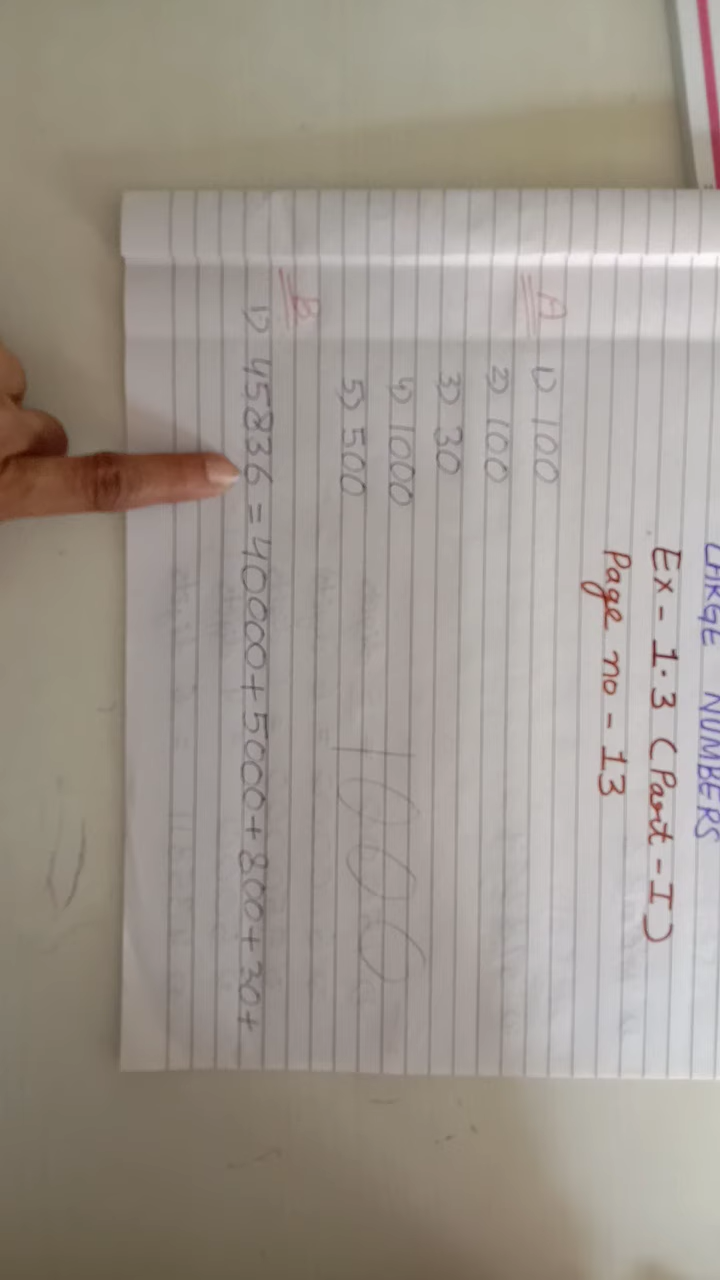 LARGE NUMBERS
Ex - 1.3 (Part - I)
Page no - 13
A 1) 100
2) 100
3) 30
4) 1000
5) 500
1000
B
1) 45836 = 40000+5000+800+30+